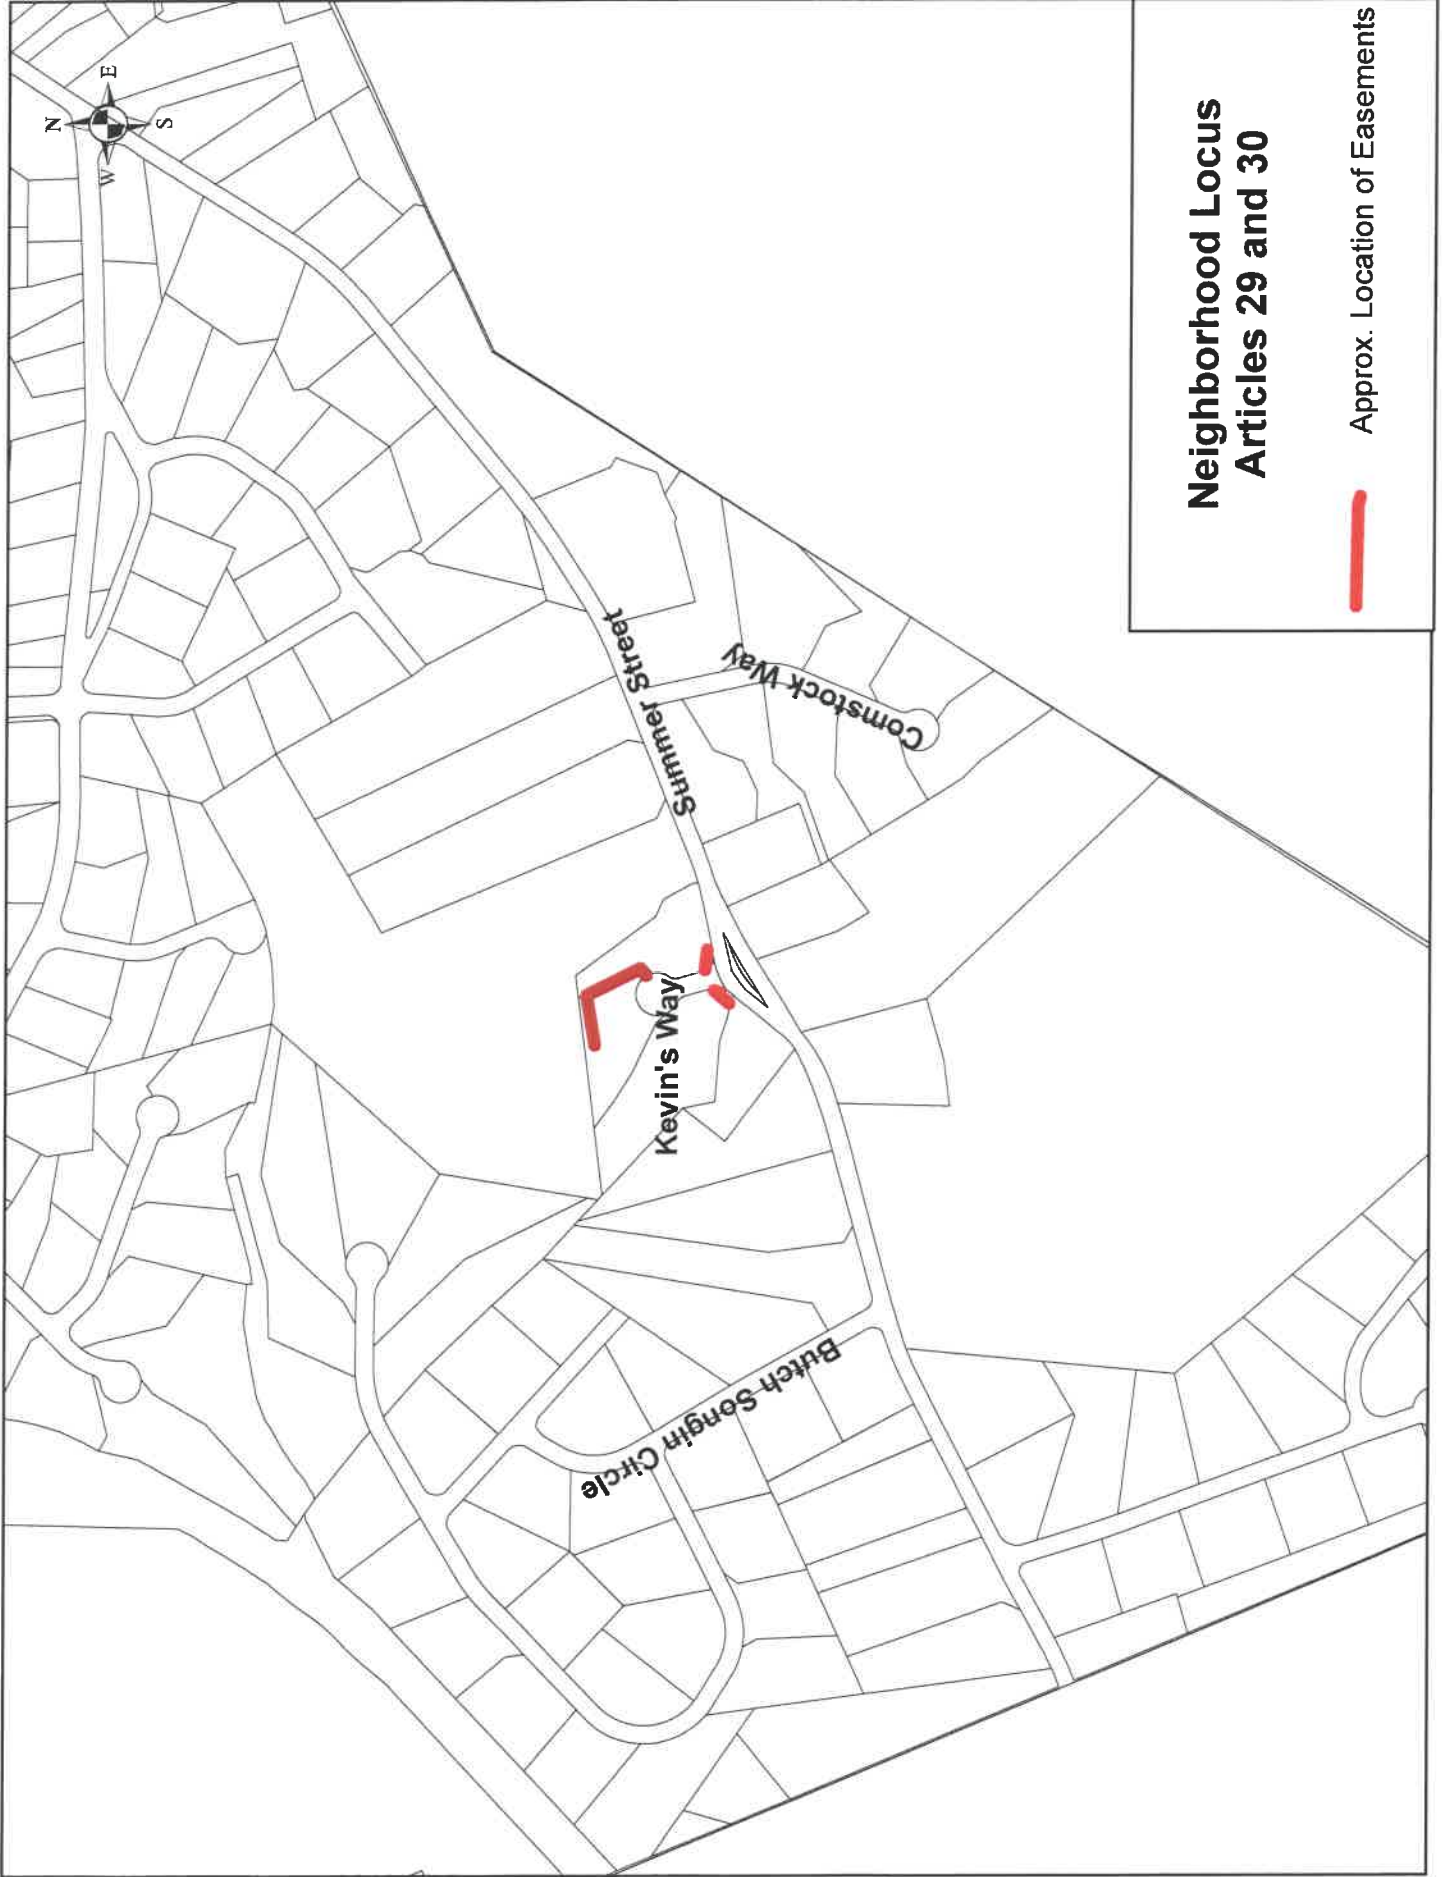 N
W
E
S
Summer Street
Comstock Way
Kevin's Way
Butch Songin Circle
Neighborhood Locus
Articles 29 and 30
Approx. Location of Easements